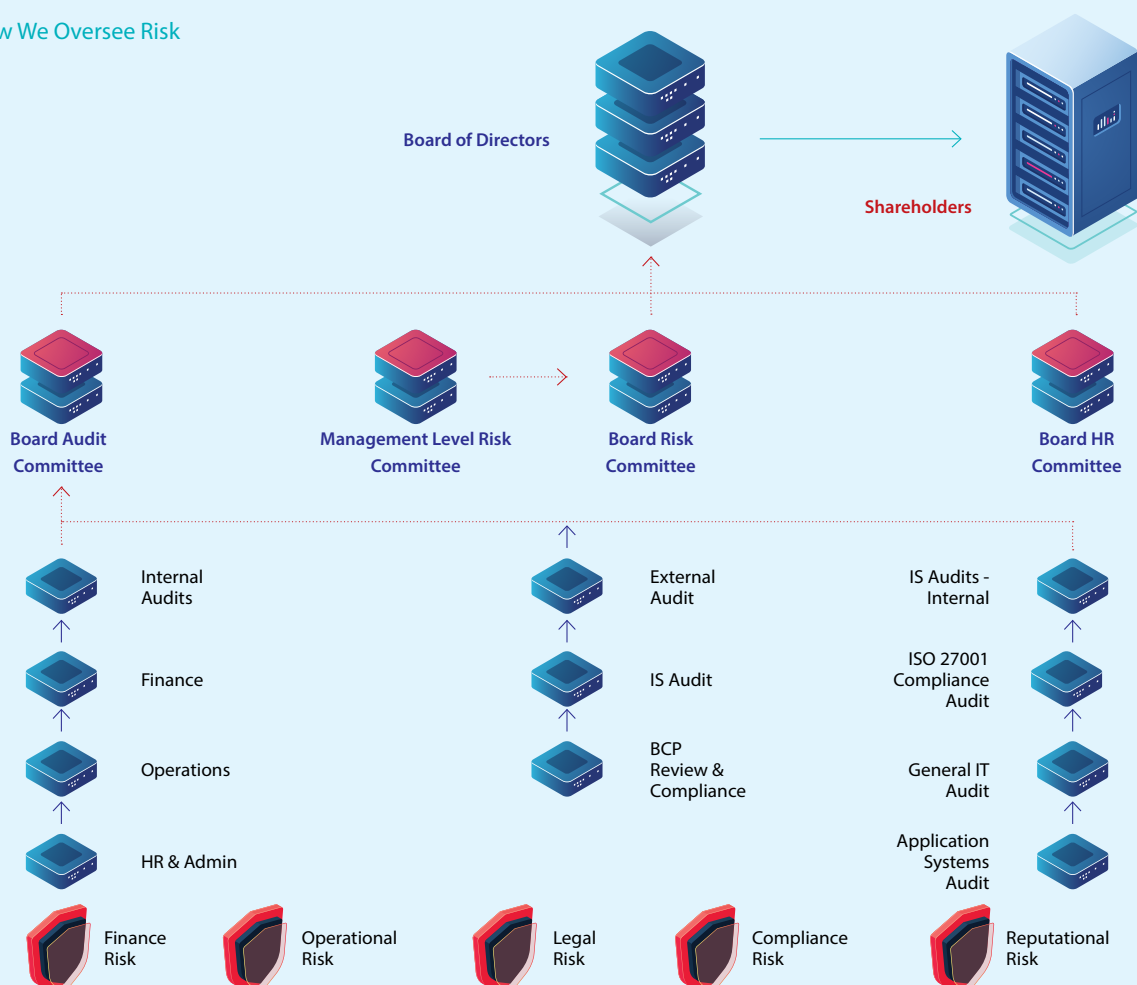 We Oversee Risk
Board of Directors
Shareholders
Board Audit
Committee
Management Level Risk
Committee
Board Risk
Committee
Board HR
Committee
Internal
Audits
External
Audit
IS Audits -
Internal
Finance
IS Audit
ISO 27001
Compliance
Audit
Operations
BCP
Review &
Compliance
General IT
Audit
HR & Admin
Application
Systems
Audit
Finance
Risk
Operational
Risk
Legal
Risk
Compliance
Risk
Reputational
Risk